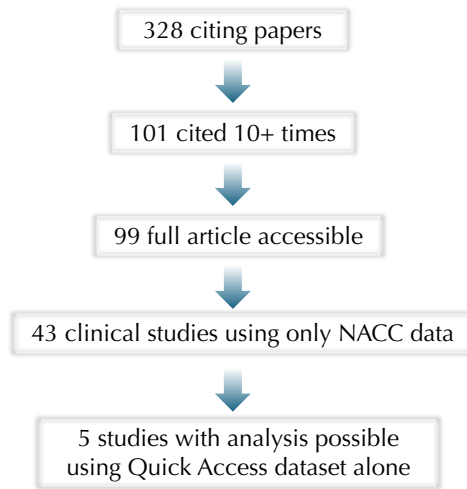 328 citing papers
101 cited 10+ times
99 full article accessible
43 clinical studies using only NACC data
5 studies with analysis possible
using Quick Access dataset alone